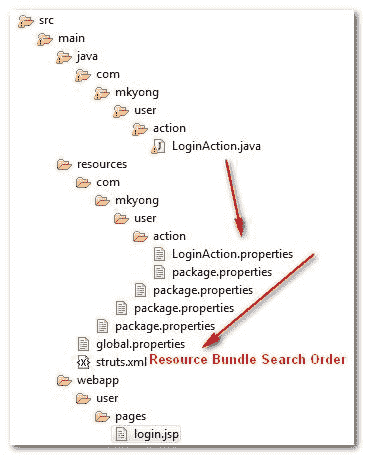 src
main
java
com
mkyong
user
action
LoginAction.java
resources
com
mkyong
user
action
LoginAction.properties
package.properties
package.properties
package.properties
package.properties
global.properties
struts.xml Resource Bundle Search Order
webapp
user
pages
login.jsp